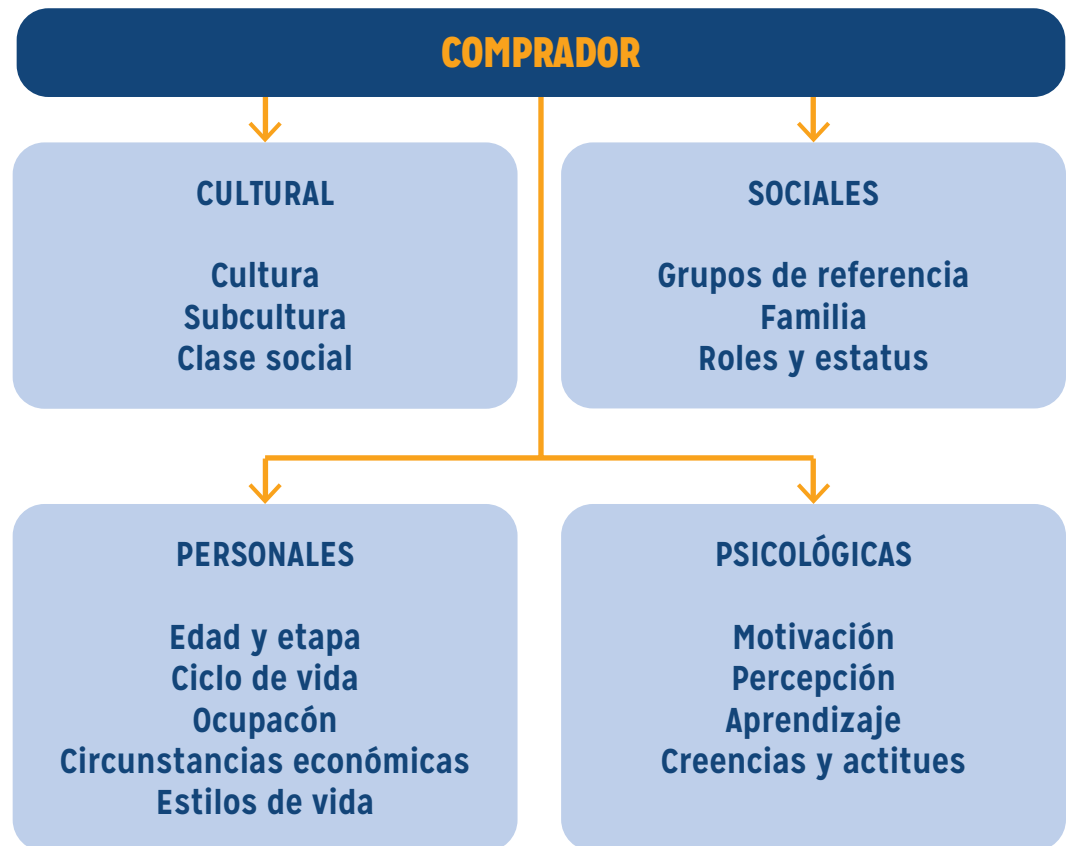 COMPRADOR
CULTURAL
Cultura
Subcultura
Clase social
SOCIALES
Grupos de referencia
Familia
Roles y estatus
PERSONALES
Edad y etapa
Ciclo de vida
Ocupacón
Circunstancias económicas
Estilos de vida
PSICOLÓGICAS
Motivación
Percepción
Aprendizaje
Creencias y actitues